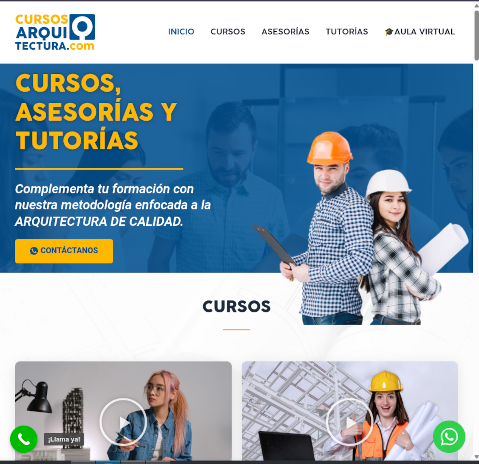 CURSOS
ARQUI
TECTURA.com
INICIO CURSOS ASESORÍAS TUTORÍAS 🎓AULA VIRTUAL
CURSOS,
ASESORÍAS Y
TUTORÍAS
Complementa tu formación con
nuestra metodología enfocada a la
ARQUITECTURA DE CALIDAD.
CONTÁCTANOS
CURSOS
¡Llama ya!